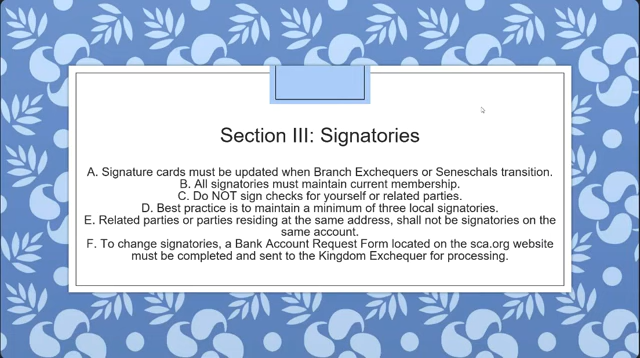 Section III: Signatories
A. Signature cards must be updated when Branch Exchequers or Seneschals transition.
B. All signatories must maintain current membership.
C. Do NOT sign checks for yourself or related parties.
D. Best practice is to maintain a minimum of three local signatories.
E. Related parties or parties residing at the same address, shall not be signatories on the
same account.
F. To change signatories, a Bank Account Request Form located on the sca.org website
must be completed and sent to the Kingdom Exchequer for processing.